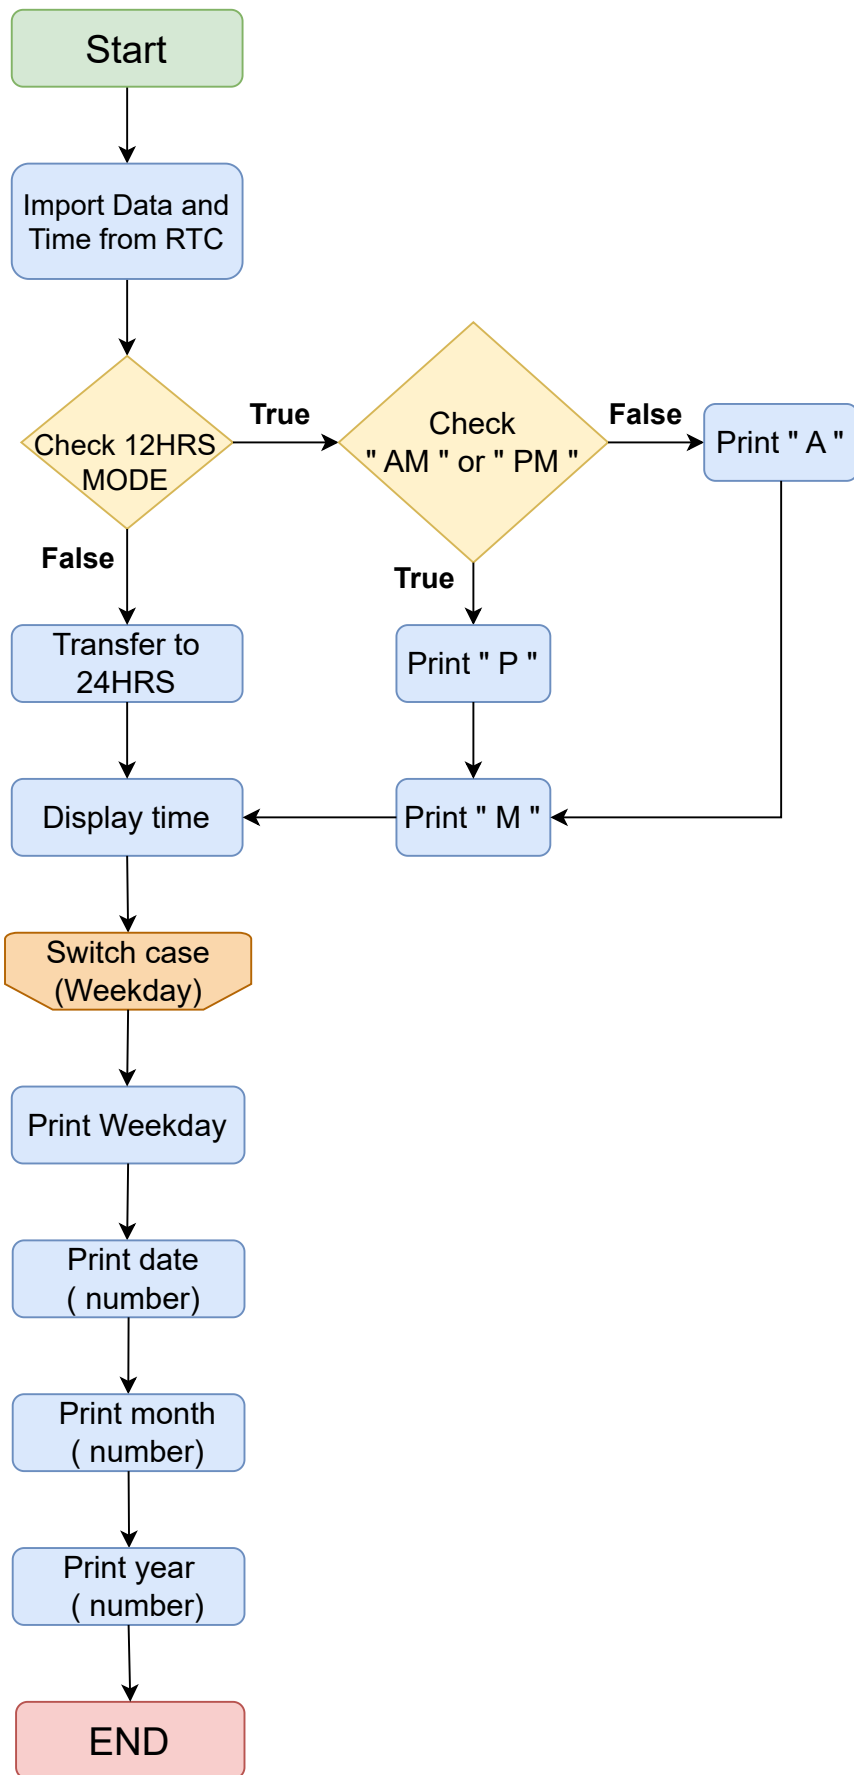 Start
Import Data and
Time from RTC
Check 12HRS
MODE
True
Check
" AM " or " PM "
False
Print " A "
False
True
Transfer to
24HRS
Print " P "
Display time
Print " M "
Switch case
(Weekday)
Print Weekday
Print date
( number)
Print month
( number)
Print year
( number)
END